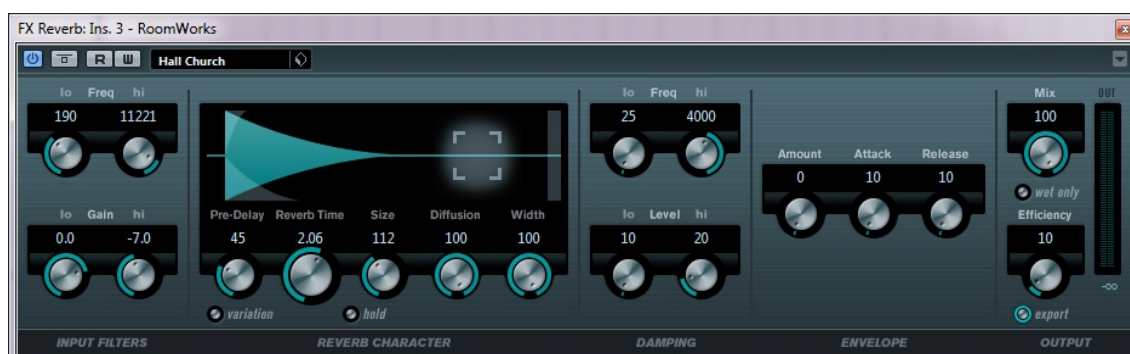 FX Reverb: Ins. 3 - RoomWorks
R W Hall Church
lo Freq hi
190 11221
lo Gain hi
0.0 -7.0
Pre-Delay Reverb Time Size Diffusion Width
45 2.06 112 100 100
variation hold
lo Freq hi
25 4000
lo Level hi
10 20
Amount Attack Release
0 10 10
Mix OUT
100
wet only
Efficiency
10
-∞
export
INPUT FILTERS REVERB CHARACTER DAMPING ENVELOPE OUTPUT